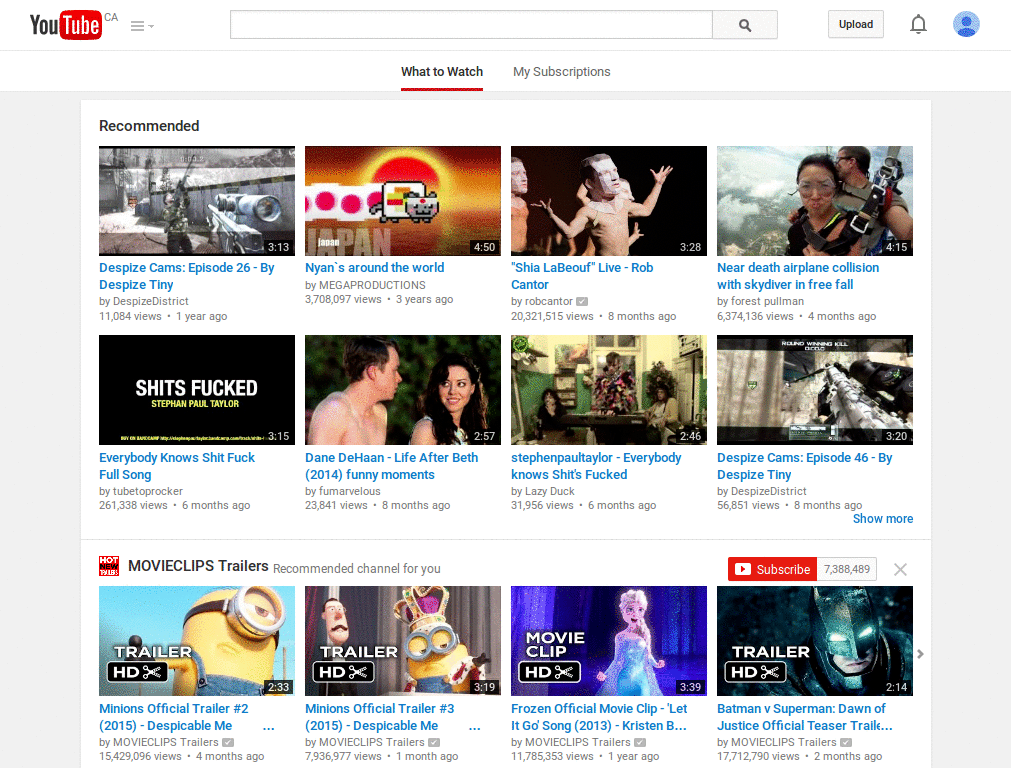 YouTube CA
Upload
What to Watch My Subscriptions
Recommended
3:13
japan
JAPAN
4:50
3:28
4:15
Despize Cams: Episode 26 - By
Despize Tiny
by DespizeDistrict
11,084 views • 1 year ago
Nyan`s around the world
by MEGAPRODUCTIONS
3,708,097 views • 3 years ago
"Shia LaBeouf" Live - Rob
Cantor
by robcantor
20,321,515 views • 8 months ago
Near death airplane collision
with skydiver in free fall
by forest pullman
6,374,136 views • 4 months ago
SHITS FUCKED
STEPHAN PAUL TAYLOR
3:15
2:57
2:46
ROUND WINNING KILL
3:20
Everybody Knows Shit Fuck
Full Song
by tubetoprocker
261,338 views • 6 months ago
Dane DeHaan - Life After Beth
(2014) funny moments
by fumarvelous
23,841 views • 8 months ago
stephenpaultaylor - Everybody
knows Shit's Fucked
by Lazy Duck
31,956 views • 6 months ago
Despize Cams: Episode 46 - By
Despize Tiny
by DespizeDistrict
56,851 views • 8 months ago
Show more
HOT
NEW
TRAILERS
MOVIECLIPS Trailers Recommended channel for you
Subscribe 7,388,489
TRAILER
HD
2:33
TRAILER
HD
3:19
MOVIE
CLIP
HD
3:39
TRAILER
HD
2:14
Minions Official Trailer #2
(2015) - Despicable Me ...
by MOVIECLIPS Trailers
15,429,096 views • 4 months ago
Minions Official Trailer #3
(2015) - Despicable Me ...
by MOVIECLIPS Trailers
7,936,977 views • 1 month ago
Frozen Official Movie Clip - 'Let
It Go' Song (2013) - Kristen B...
by MOVIECLIPS Trailers
11,785,353 views • 1 year ago
Batman v Superman: Dawn of
Justice Official Teaser Traile...
by MOVIECLIPS Trailers
17,712,790 views • 2 months ago